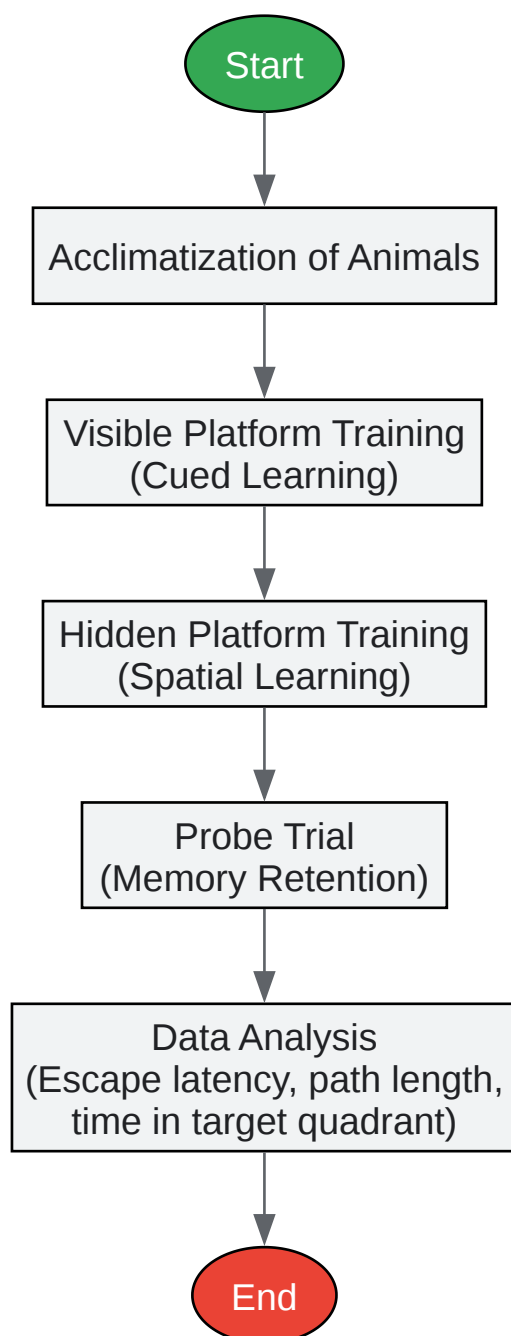 Start
Acclimatization of Animals
Visible Platform Training
(Cued Learning)
Hidden Platform Training
(Spatial Learning)
Probe Trial
(Memory Retention)
Data Analysis
(Escape latency, path length,
time in target quadrant)
End